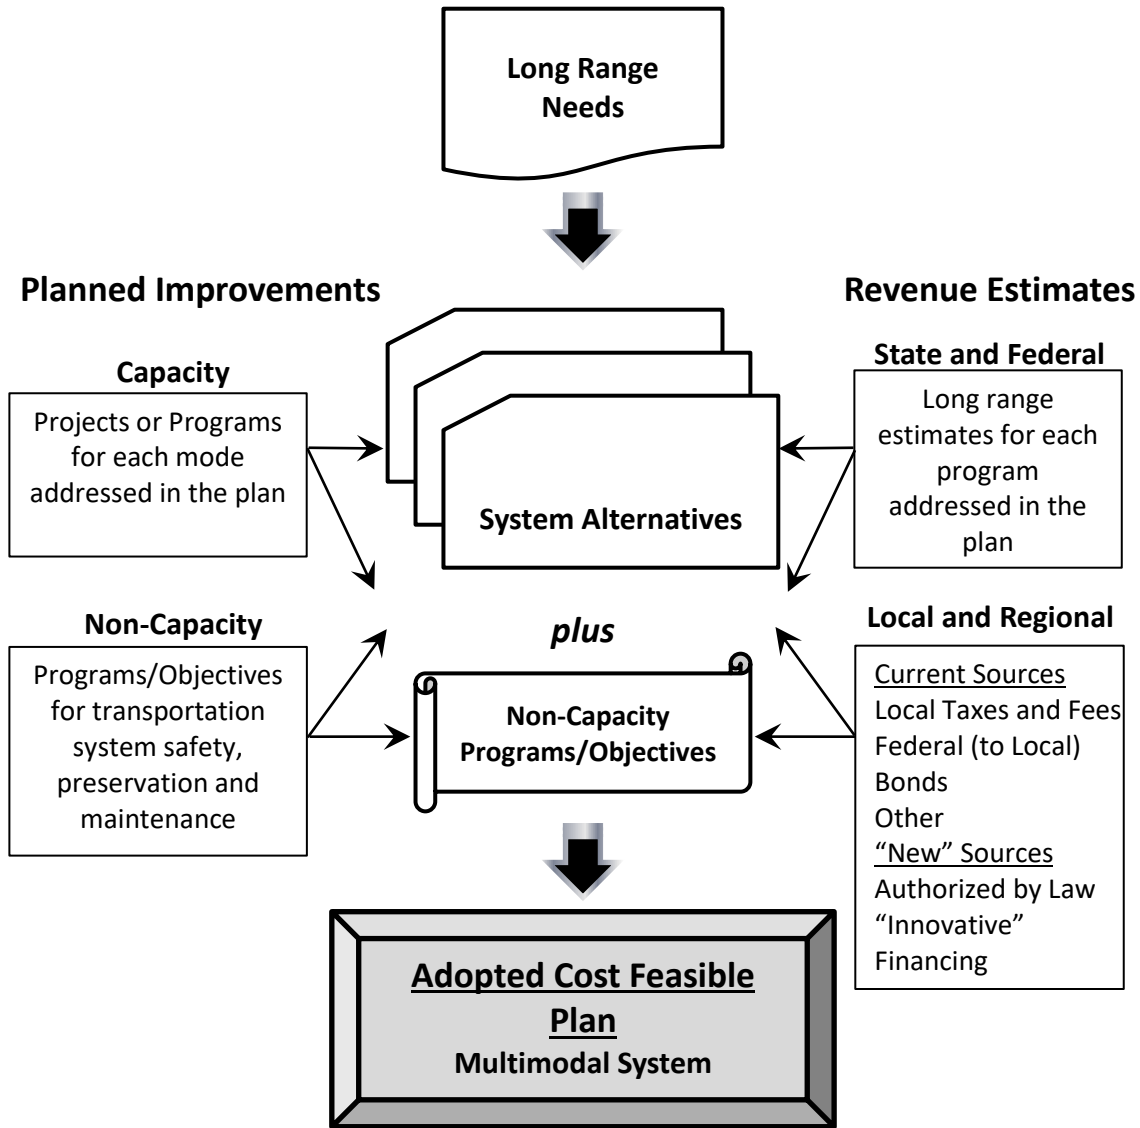 Long Range
Needs
Planned Improvements
Revenue Estimates
Capacity
Projects or Programs
for each mode
addressed in the plan
State and Federal
Long range
estimates for each
program
addressed in the
plan
System Alternatives
plus
Non-Capacity
Programs/Objectives
for transportation
system safety,
preservation and
maintenance
Non-Capacity
Programs/Objectives
Local and Regional
Current Sources
Local Taxes and Fees
Federal (to Local)
Bonds
Other
“New” Sources
Authorized by Law
“Innovative”
Financing
Adopted Cost Feasible
Plan
Multimodal System